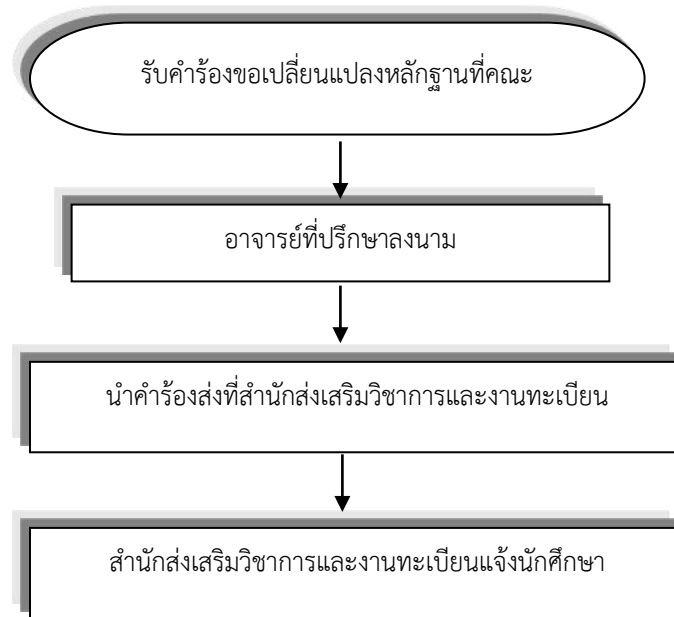 รับคำร้องขอเปลี่ยนแปลงหลักฐานที่คณะ
อาจารย์ที่ปรึกษาลงนาม
นำคำร้องส่งที่สำนักส่งเสริมวิชาการและงานทะเบียน
สำนักส่งเสริมวิชาการและงานทะเบียนแจ้งนักศึกษา